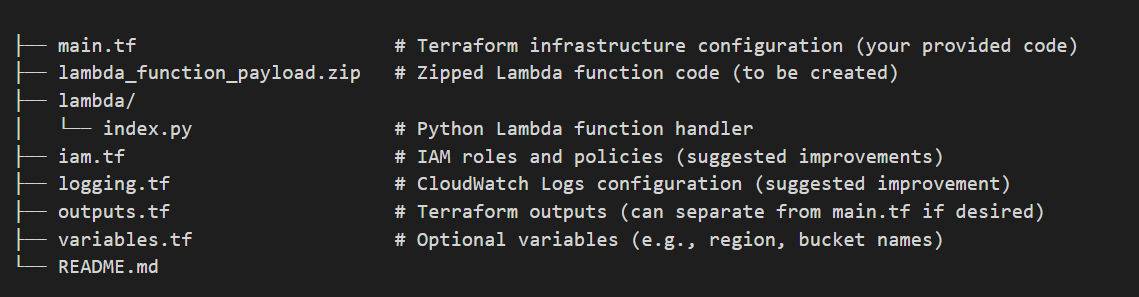 ├── main.tf                       # Terraform infrastructure configuration (your provided code)
├── lambda_function_payload.zip   # Zipped Lambda function code (to be created)
├── lambda/
│   └── index.py                  # Python Lambda function handler
├── iam.tf                        # IAM roles and policies (suggested improvements)
├── logging.tf                    # CloudWatch Logs configuration (suggested improvement)
├── outputs.tf                    # Terraform outputs (can separate from main.tf if desired)
├── variables.tf                  # Optional variables (e.g., region, bucket names)
└── README.md